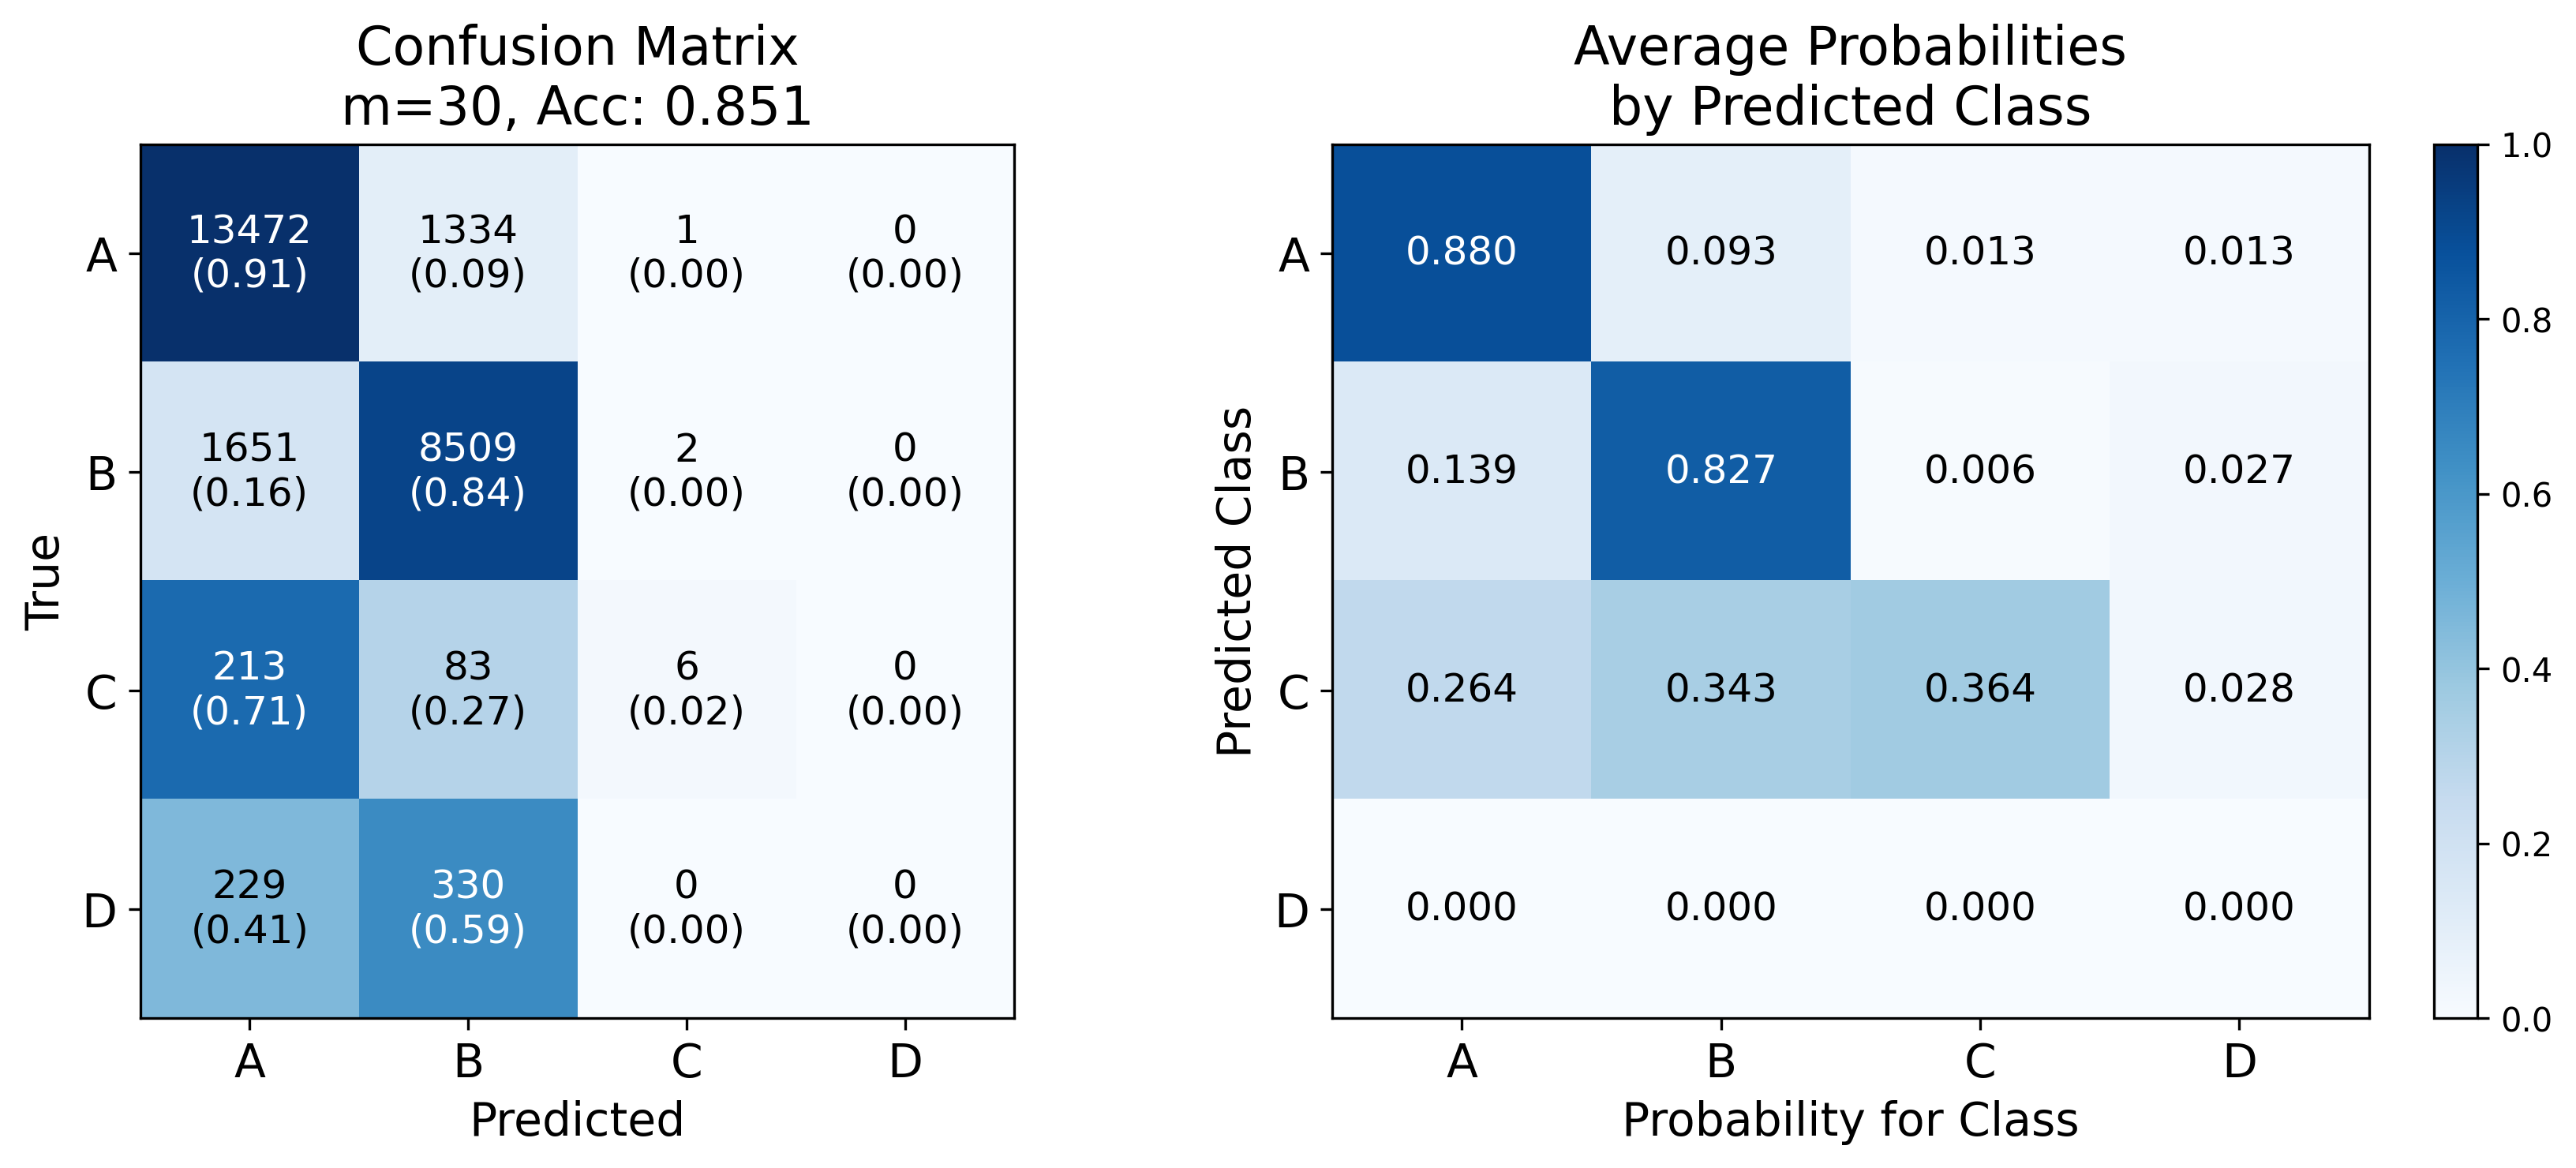 Confusion Matrix
m=30, Acc: 0.851
True
A
13472
(0.91)
1334
(0.09)
1
(0.00)
0
(0.00)
B
1651
(0.16)
8509
(0.84)
2
(0.00)
0
(0.00)
C
213
(0.71)
83
(0.27)
6
(0.02)
0
(0.00)
D
229
(0.41)
330
(0.59)
0
(0.00)
0
(0.00)
A B C D
Predicted
Average Probabilities
by Predicted Class
Predicted Class
A 0.880 0.093 0.013 0.013
B 0.139 0.827 0.006 0.027
C 0.264 0.343 0.364 0.028
D 0.000 0.000 0.000 0.000
A B C D
Probability for Class
1.0
0.8
0.6
0.4
0.2
0.0